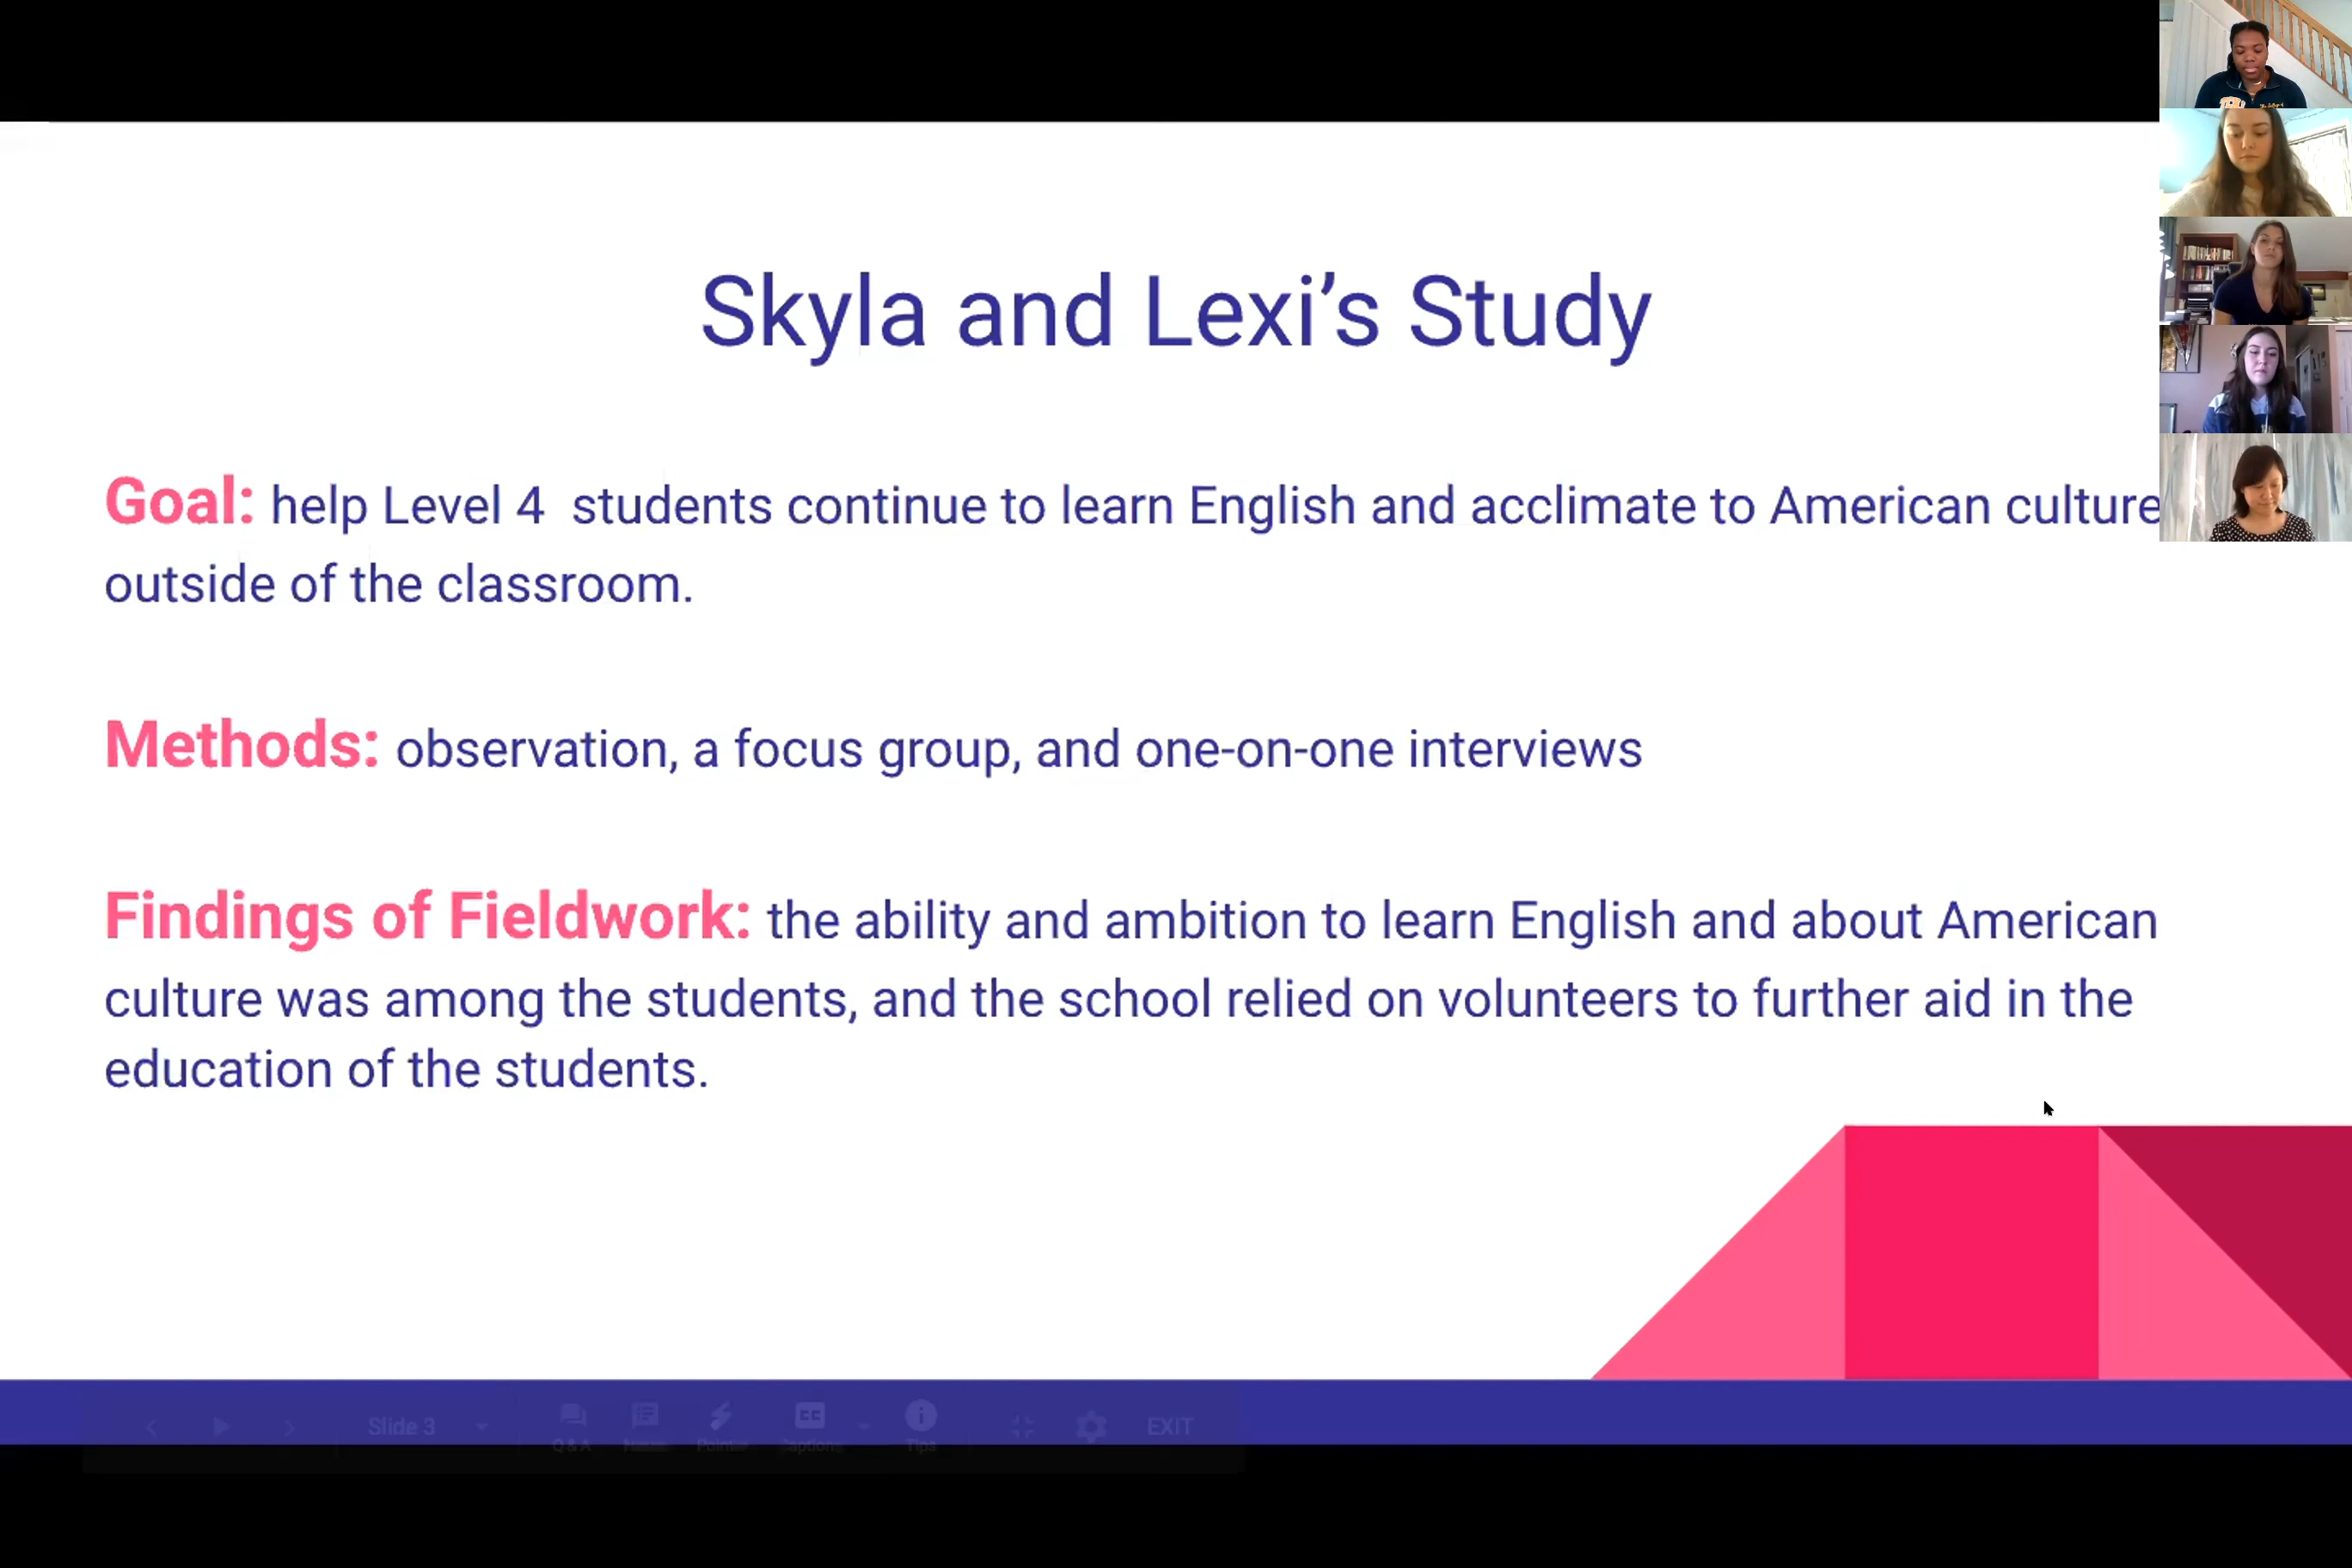 Skyla and Lexi’s Study
Goal: help Level 4 students continue to learn English and acclimate to American culture
outside of the classroom.
Methods: observation, a focus group, and one-on-one interviews
Findings of Fieldwork: the ability and ambition to learn English and about American
culture was among the students, and the school relied on volunteers to further aid in the
education of the students.
Slide 3
Q & A
Pointer
Captions
Tips
EXIT
CC